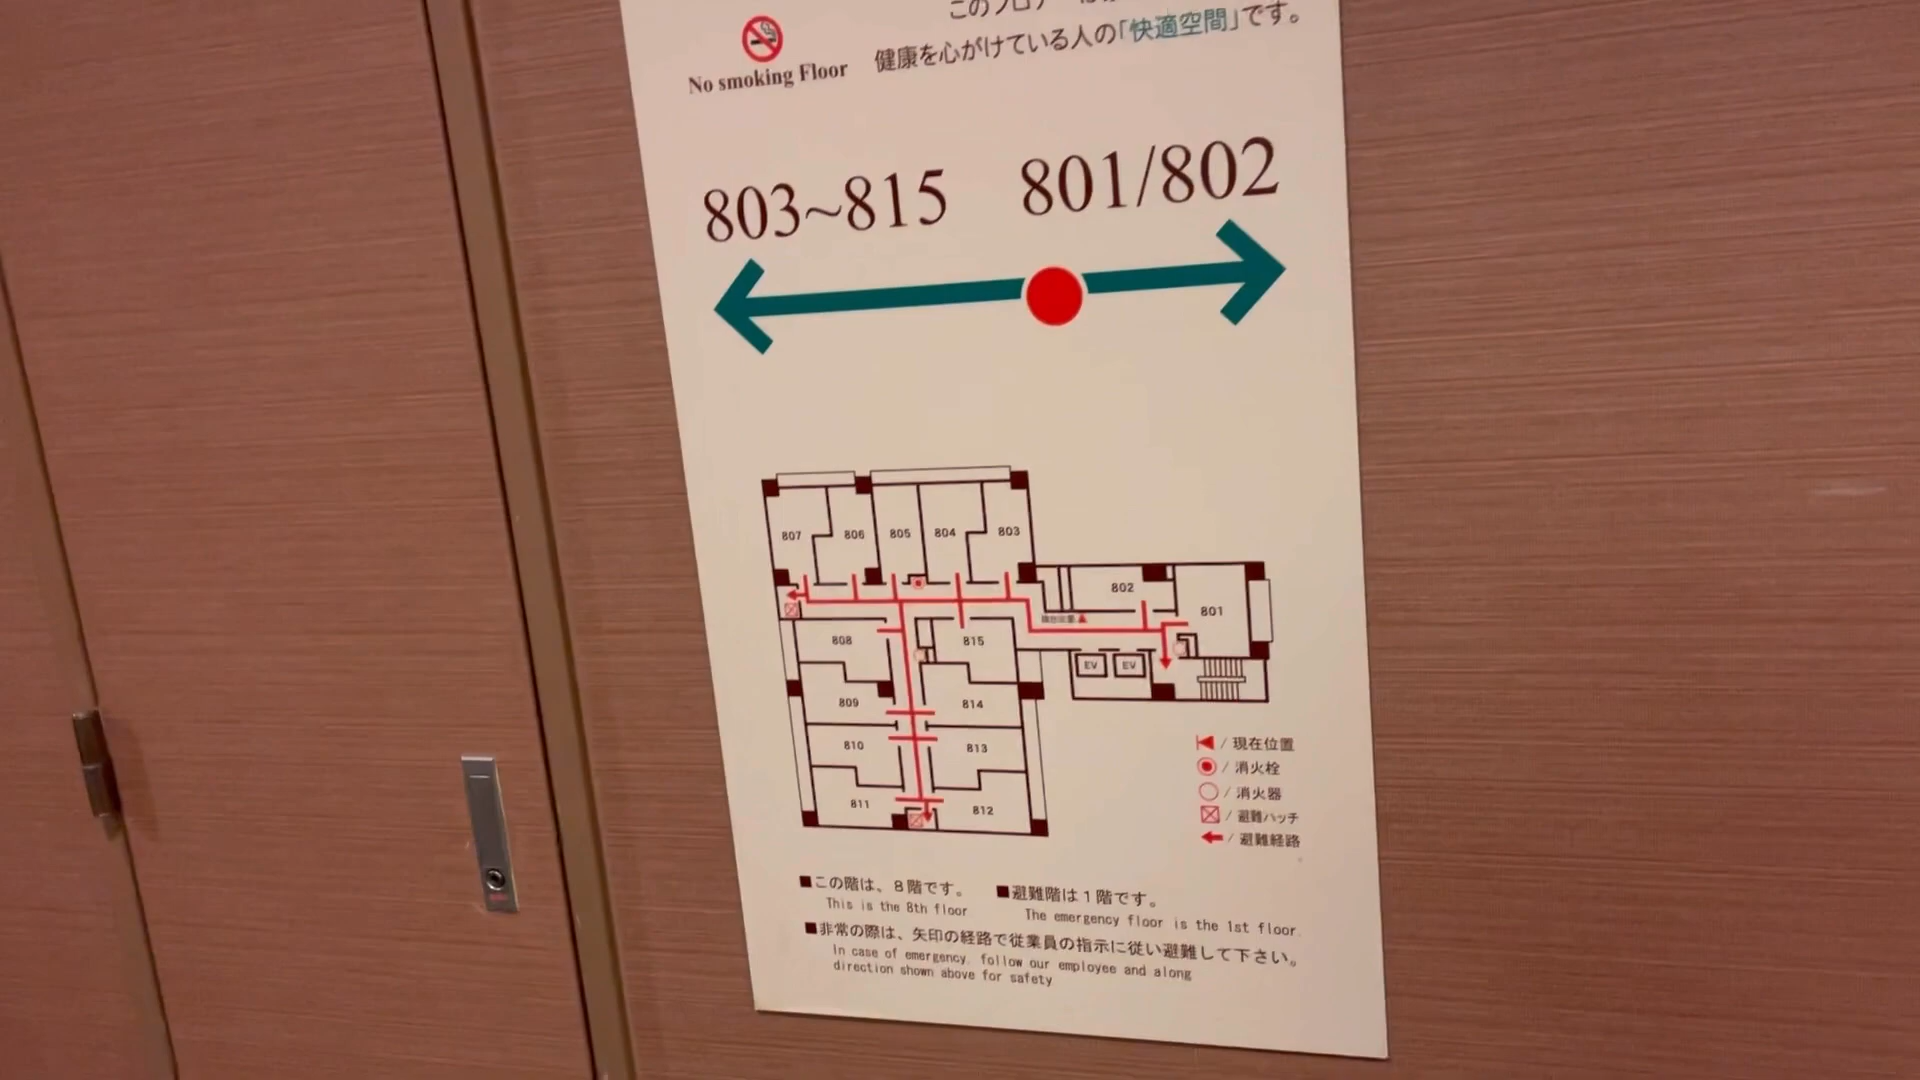 このフロアーは
健康を心がけている人の「快適空間」です。
No smoking Floor
803~815
801/802
807
806
805
804
803
802
801
808
815
EV
EV
809
814
810
813
811
812
現在位置
/ 現在位置
/ 消火栓
/ 消火器
/ 避難ハッチ
/ 避難経路
■この階は、8階です。
This is the 8th floor
■避難階は1階です。
The emergency floor is the 1st floor.
■非常の際は、矢印の経路で従業員の指示に従い避難して下さい。
In case of emergency, follow our employee and along
direction shown above for safety